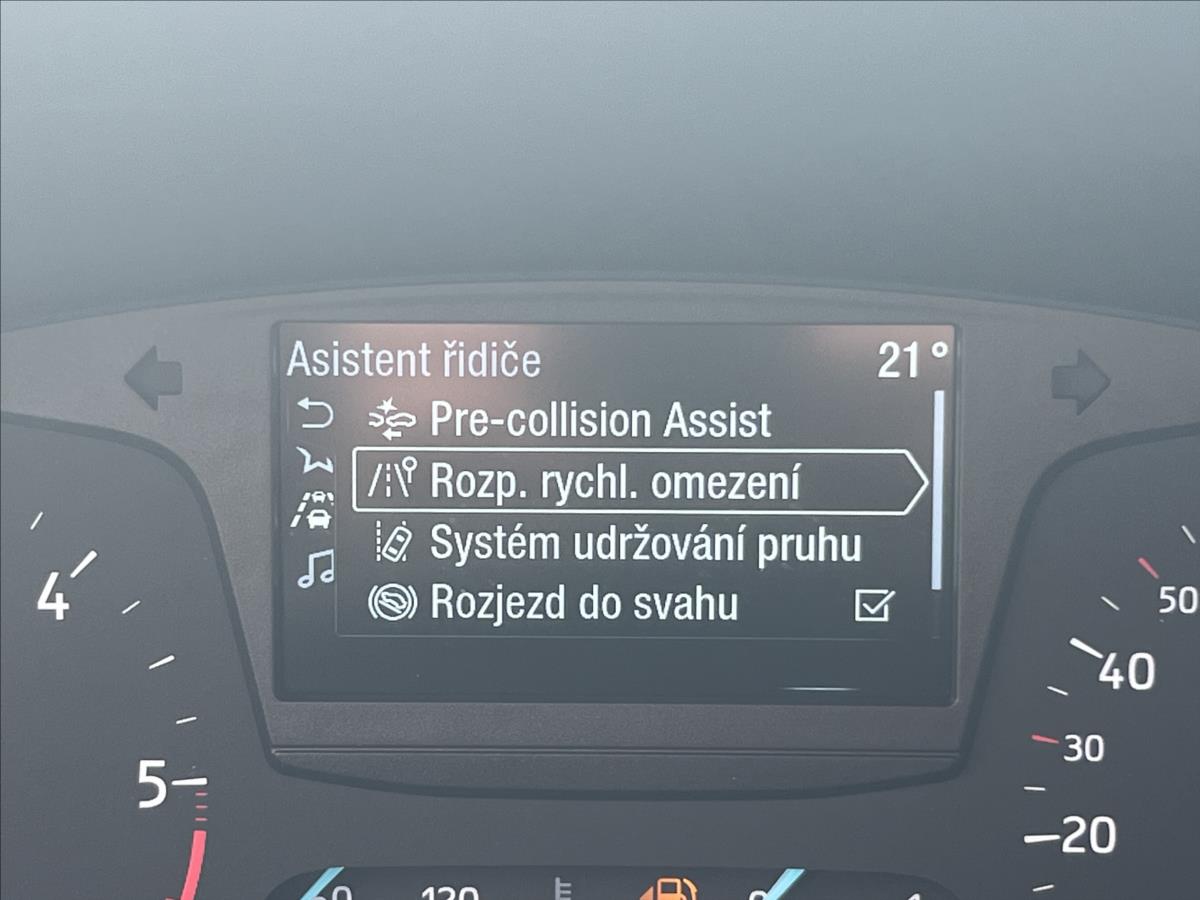 Asistent řidiče 21°
Pre-collision Assist
Rozp. rychl. omezení
Systém udržování pruhu
Rozjezd do svahu
4
5
50
40
30
20
120